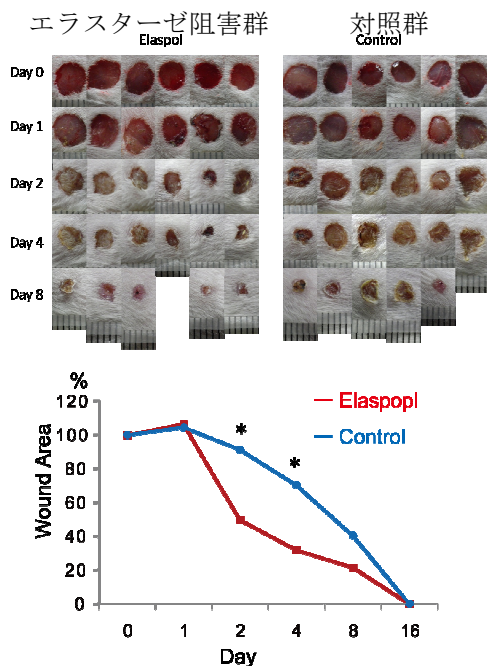 エラスターゼ阻害群 対照群
Elaspol Control
Day 0
Day 1
Day 2
Day 4
Day 8
%
120
100
80
60
40
20
0
Wound Area
Elaspopl
Control
*
*
0 1 2 4 8 16
Day